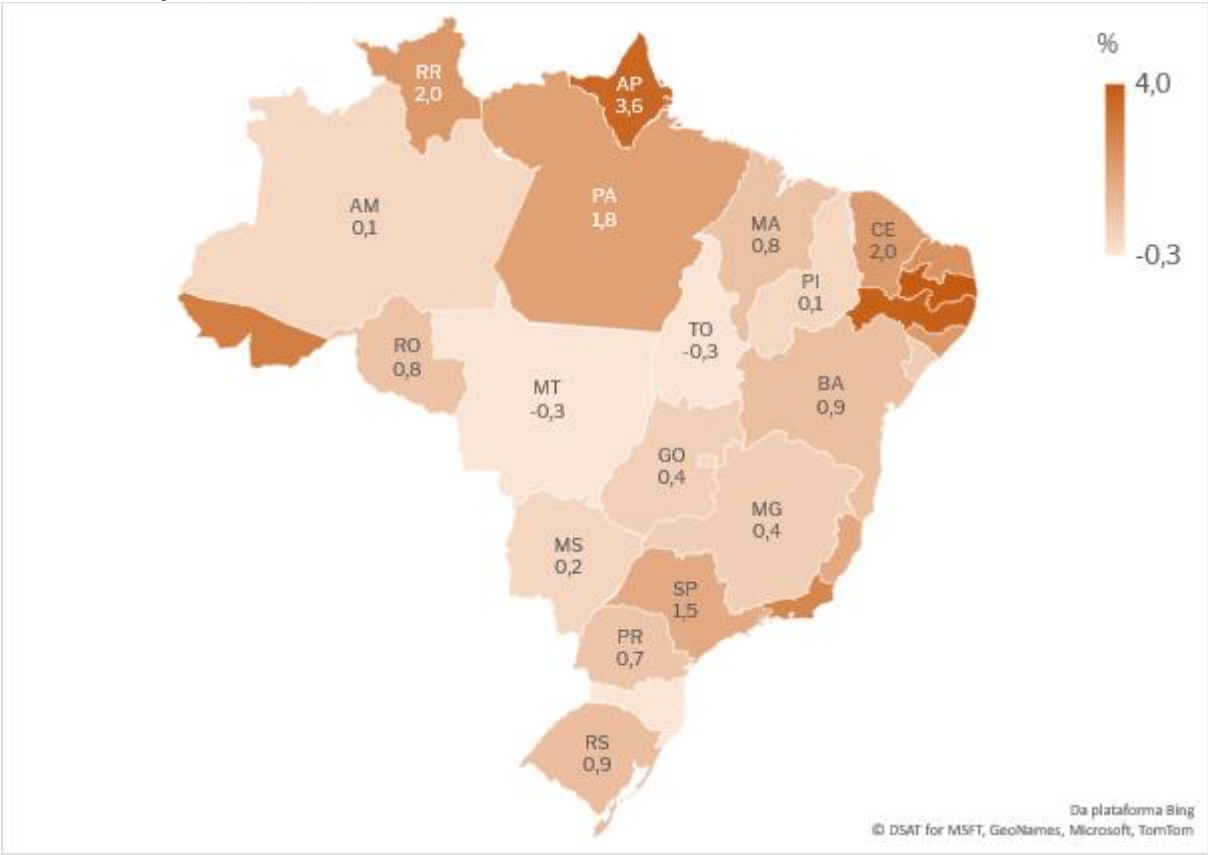 %
4,0
-0,3
RR
2,0
AP
3,6
AM
0,1
PA
1,8
MA
0,8
CE
2,0
PI
0,1
TO
-0,3
RO
0,8
MT
-0,3
BA
0,9
GO
0,4
MG
0,4
MS
0,2
SP
1,5
PR
0,7
RS
0,9
Da plataforma Bing
© DSAT for MSFT, GeoNames, Microsoft, TomTom